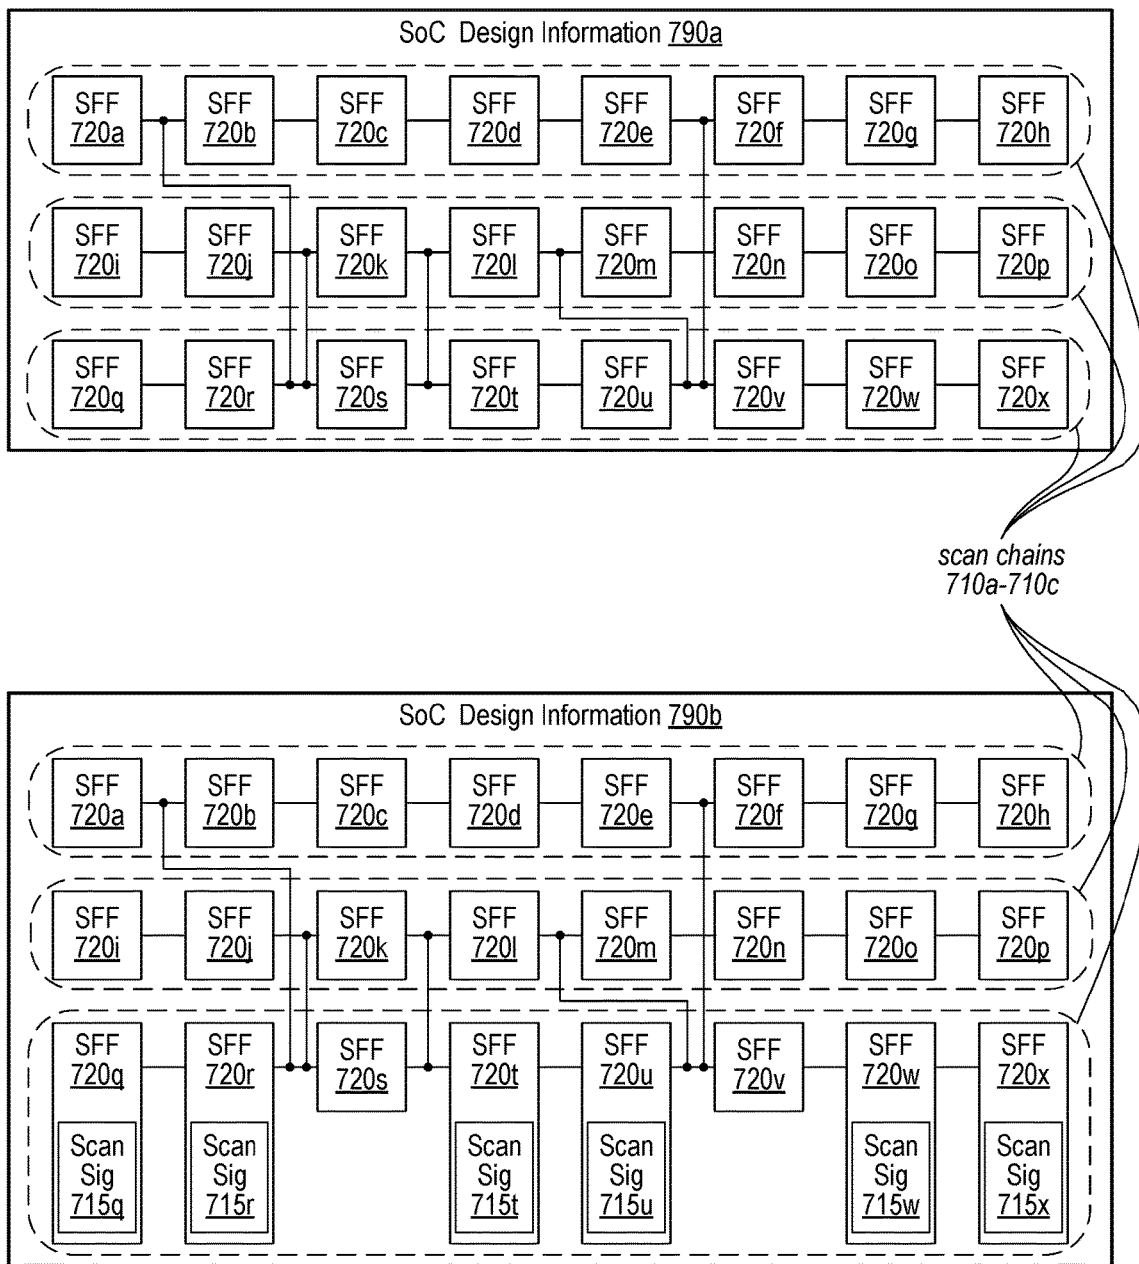 SoC Design Information 790a
SFF 720a SFF 720b SFF 720c SFF 720d SFF 720e SFF 720f SFF 720g SFF 720h
SFF 720i SFF 720j SFF 720k SFF 720l SFF 720m SFF 720n SFF 720o SFF 720p
SFF 720q SFF 720r SFF 720s SFF 720t SFF 720u SFF 720v SFF 720w SFF 720x
scan chains
710a-710c
SoC Design Information 790b
SFF 720a SFF 720b SFF 720c SFF 720d SFF 720e SFF 720f SFF 720g SFF 720h
SFF 720i SFF 720j SFF 720k SFF 720l SFF 720m SFF 720n SFF 720o SFF 720p
SFF 720q SFF 720r SFF 720s SFF 720t SFF 720u SFF 720v SFF 720w SFF 720x
Scan Sig 715q Scan Sig 715r Scan Sig 715t Scan Sig 715u Scan Sig 715w Scan Sig 715x